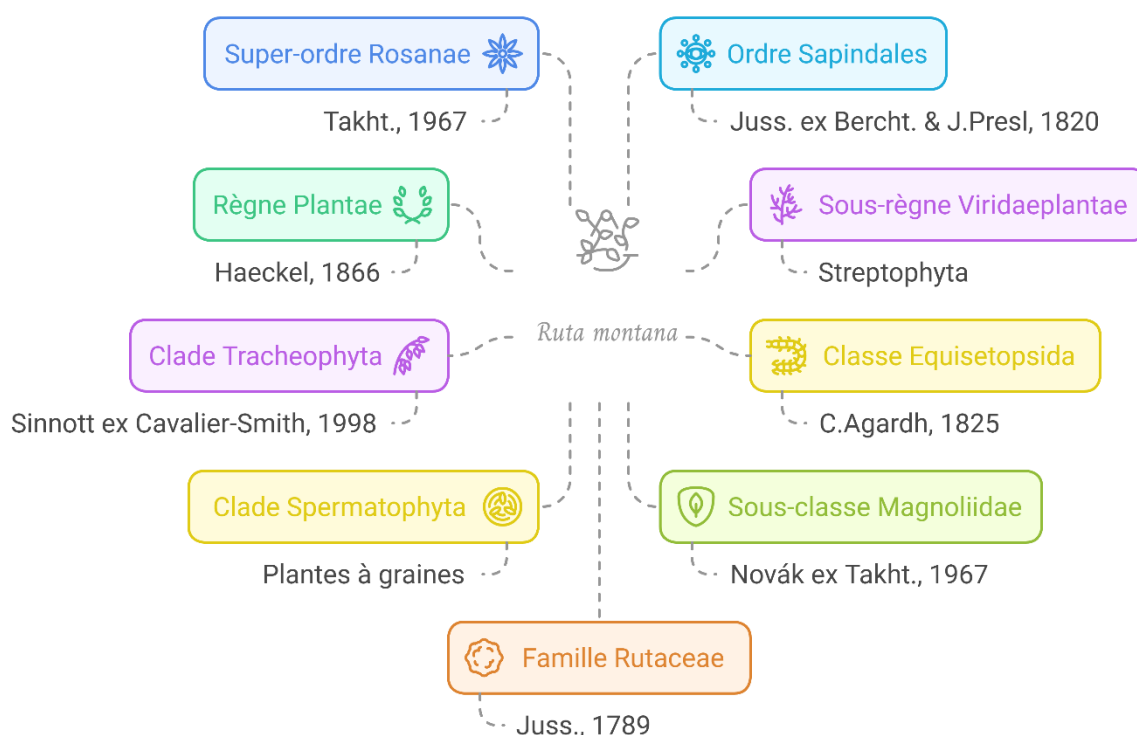 Super-ordre Rosanae
Ordre Sapindales
Takht., 1967
Juss. ex Bercht. & J.Presl, 1820
Règne Plantae
Sous-règne Viridaeplantae
Haeckel, 1866
Streptophyta
Ruta montana
Clade Tracheophyta
Classe Equisetopsida
Sinnott ex Cavalier-Smith, 1998
C.Agardh, 1825
Clade Spermatophyta
Sous-classe Magnoliidae
Plantes à graines
Novák ex Takht., 1967
Famille Rutaceae
Juss., 1789